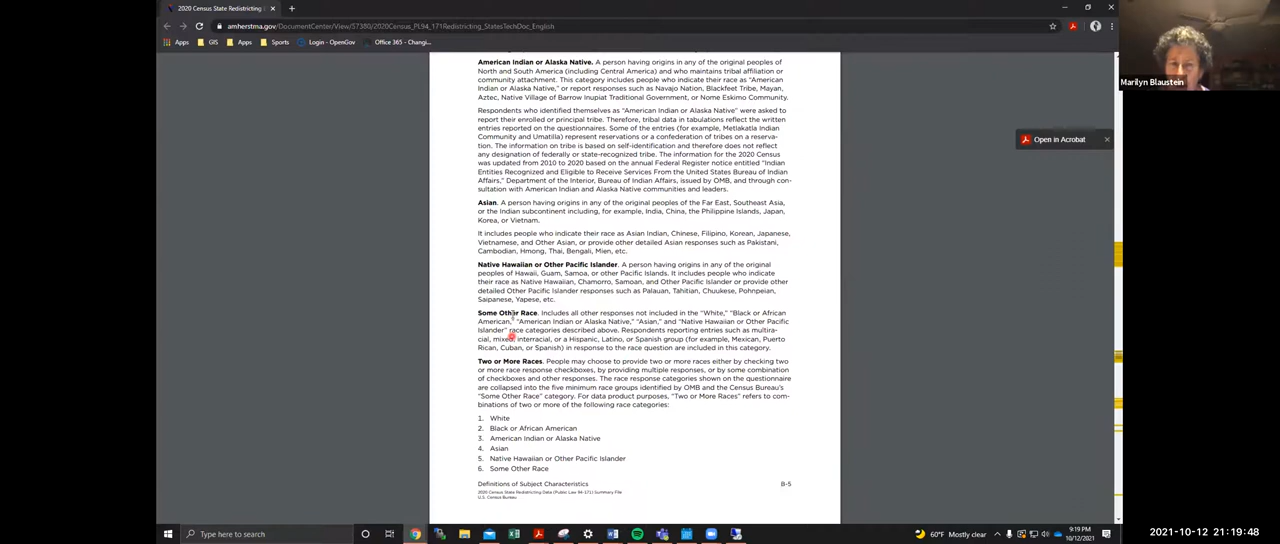 2020 Census State Redistricting
amherstma.gov/DocumentCenter/View/57380/2020Census_PL94_171Redistricting_StatesTechDoc_English
Apps GIS Apps Sports Login - OpenGov Office 365 - Changi...
Marilyn Blaustein
Open in Acrobat
American Indian or Alaska Native. A person having origins in any of the original peoples of
North and South America (including Central America) and who maintains tribal affiliation or
community attachment. This category includes people who indicate their race as "American
Indian or Alaska Native," or report responses such as Navajo Nation, Blackfeet Tribe, Mayan,
Aztec, Native Village of Barrow Inupiat Traditional Government, or Nome Eskimo Community.
Respondents who identified themselves as "American Indian or Alaska Native" were asked to
report their enrolled or principal tribe. Therefore, tribal data in tabulations reflect the written
entries reported on the questionnaires. Some of the entries (for example, Metlakatla Indian
Community and Umatilla) represent reservations or a confederation of tribes on a reserva-
tion. The information on tribe is based on self-identification and therefore does not reflect
any designation of federally or state-recognized tribe. The information for the 2020 Census
was updated from 2010 to 2020 based on the annual Federal Register notice entitled "Indian
Entities Recognized and Eligible to Receive Services From the United States Bureau of Indian
Affairs," Department of the Interior, Bureau of Indian Affairs, issued by OMB, and through con-
sultation with American Indian and Alaska Native communities and leaders.
Asian. A person having origins in any of the original peoples of the Far East, Southeast Asia,
or the Indian subcontinent including, for example, India, China, the Philippine Islands, Japan,
Korea, or Vietnam.
It includes people who indicate their race as Asian Indian, Chinese, Filipino, Korean, Japanese,
Vietnamese, and Other Asian, or provide other detailed Asian responses such as Pakistani,
Cambodian, Hmong, Thai, Bengali, Mien, etc.
Native Hawaiian or Other Pacific Islander. A person having origins in any of the original
peoples of Hawaii, Guam, Samoa, or other Pacific Islands. It includes people who indicate
their race as Native Hawaiian, Chamorro, Samoan, and Other Pacific Islander or provide other
detailed Other Pacific Islander responses such as Palauan, Tahitian, Chuukese, Pohnpeian,
Saipanese, Yapese, etc.
Some Other Race. Includes all other responses not included in the "White," "Black or African
American," "American Indian or Alaska Native," "Asian," and "Native Hawaiian or Other Pacific
Islander" race categories described above. Respondents reporting entries such as multira-
cial, mixed, interracial, or a Hispanic, Latino, or Spanish group (for example, Mexican, Puerto
Rican, Cuban, or Spanish) in response to the race question are included in this category.
Two or More Races. People may choose to provide two or more races either by checking two
or more race response checkboxes, by providing multiple responses, or by some combination
of checkboxes and other responses. The race response categories shown on the questionnaire
are collapsed into the five minimum race groups identified by OMB and the Census Bureau's
"Some Other Race" category. For data product purposes, "Two or More Races" refers to com-
binations of two or more of the following race categories:
1. White
2. Black or African American
3. American Indian or Alaska Native
4. Asian
5. Native Hawaiian or Other Pacific Islander
6. Some Other Race
Definitions of Subject Characteristics B-5
2020 Census State Redistricting Data (Public Law 94-171) Summary File
U.S. Census Bureau
Type here to search
60°F Mostly clear
9:19 PM
10/12/2021
2021-10-12 21:19:48